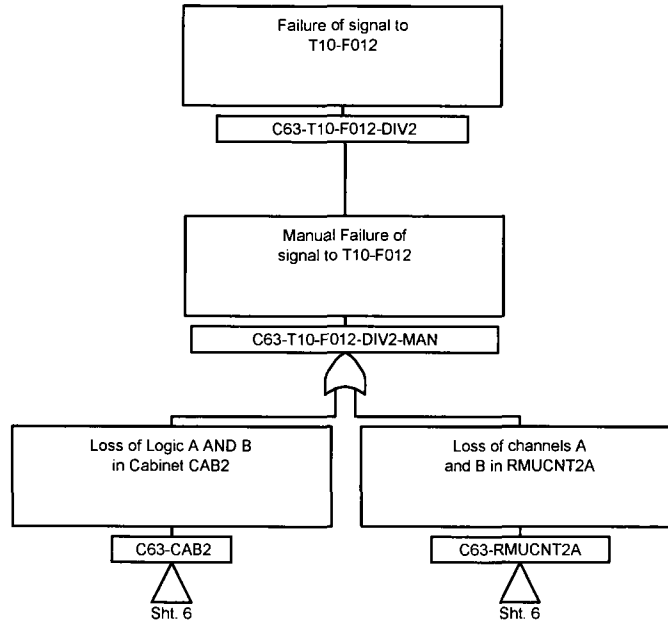 Failure of signal to
T10-F012
C63-T10-F012-DIV2
Manual Failure of
signal to T10-F012
C63-T10-F012-DIV2-MAN
Loss of Logic A AND B
in Cabinet CAB2
C63-CAB2
Sht. 6
Loss of channels A
and B in RMUCNT2A
C63-RMUCNT2A
Sht. 6